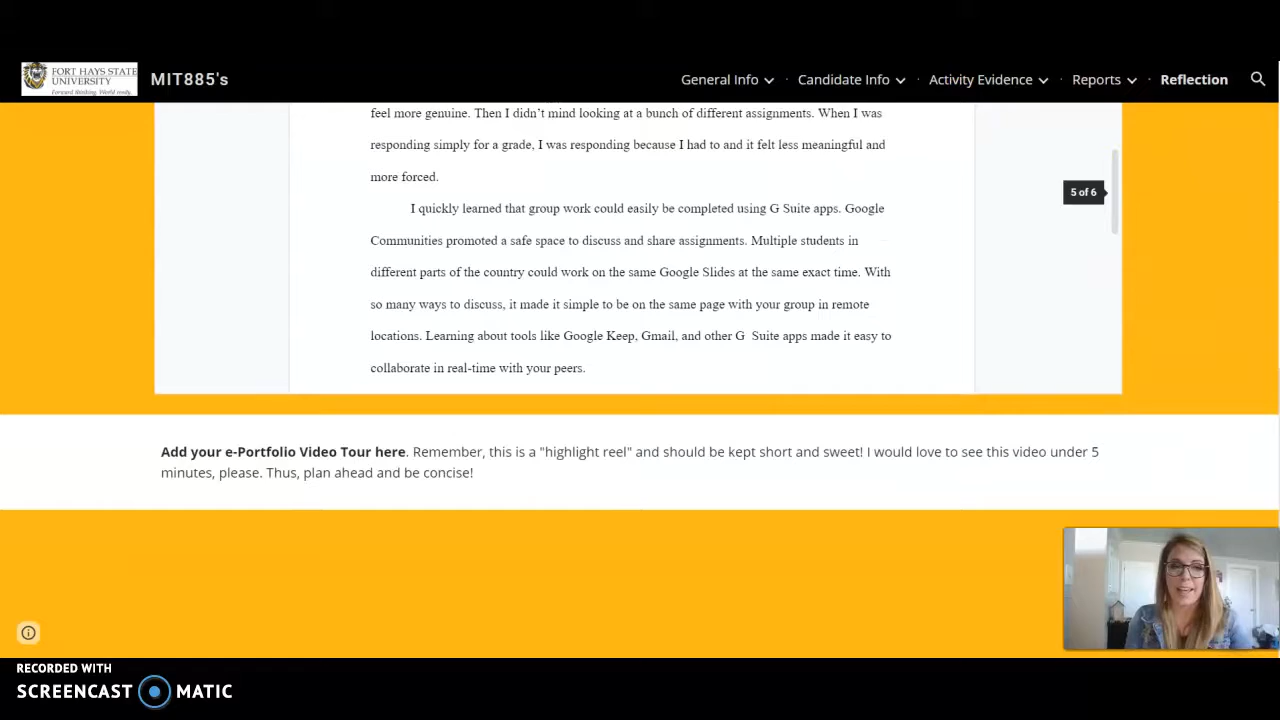 FORT HAYS STATE
UNIVERSITY
Forward thinking. World ready.
MIT885's
General Info
Candidate Info
Activity Evidence
Reports
Reflection
feel more genuine. Then I didn't mind looking at a bunch of different assignments. When I was
responding simply for a grade, I was responding because I had to and it felt less meaningful and
more forced.
5 of 6
I quickly learned that group work could easily be completed using G Suite apps. Google
Communities promoted a safe space to discuss and share assignments. Multiple students in
different parts of the country could work on the same Google Slides at the same exact time. With
so many ways to discuss, it made it simple to be on the same page with your group in remote
locations. Learning about tools like Google Keep, Gmail, and other G Suite apps made it easy to
collaborate in real-time with your peers.
Add your e-Portfolio Video Tour here. Remember, this is a "highlight reel" and should be kept short and sweet! I would love to see this video under 5
minutes, please. Thus, plan ahead and be concise!
RECORDED WITH
SCREENCAST MATIC